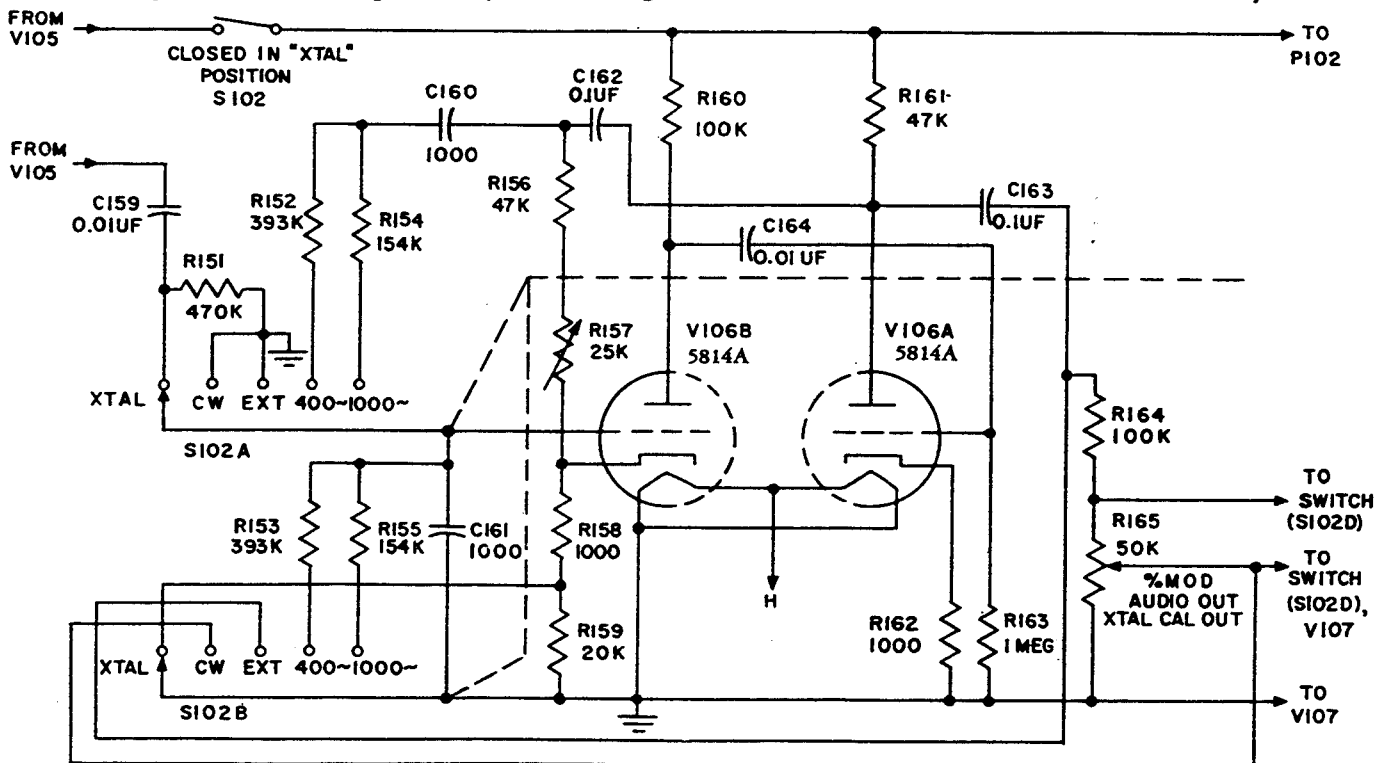 FROM
V105
CLOSED IN "XTAL"
POSITION
S102
TO
P102
C160
1000
C162
0.1UF
R160
100K
R161
47K
FROM
V105
C159
0.01UF
R152
393K
R154
154K
R156
47K
C163
0.1UF
C164
0.01UF
R151
470K
R157
25K
V106B
5814A
V106A
5814A
XTAL CW EXT 400~1000~
S102A
R164
100K
TO
SWITCH
(S102D)
R153
393K
R155
154K
C161
1000
R158
1000
R165
50K
%MOD
AUDIO OUT
XTAL CAL OUT
TO
SWITCH
(S102D),
V107
H
R159
20K
R162
1000
R163
1 MEG
XTAL CW EXT 400~1000~
S102B
TO
V107